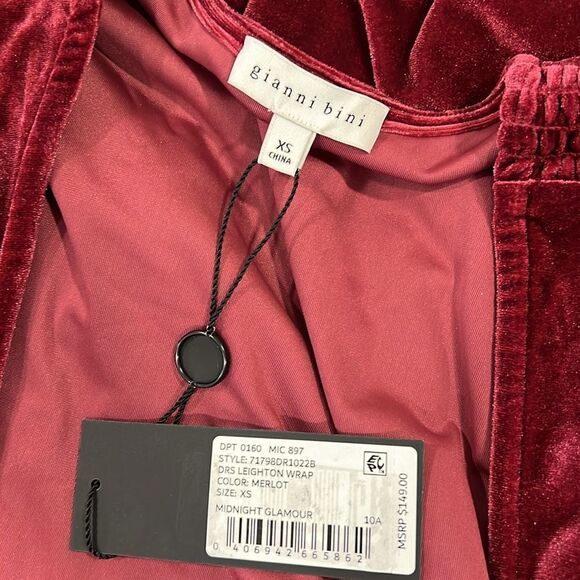 gianni bini
XS
CHINA
DPT 0160 MIC 897
STYLE: 71798DR1022B
DRS LEIGHTON WRAP
COLOR: MERLOT
SIZE: XS
MIDNIGHT GLAMOUR 10A
0 406942 665862
MSRP $149.00